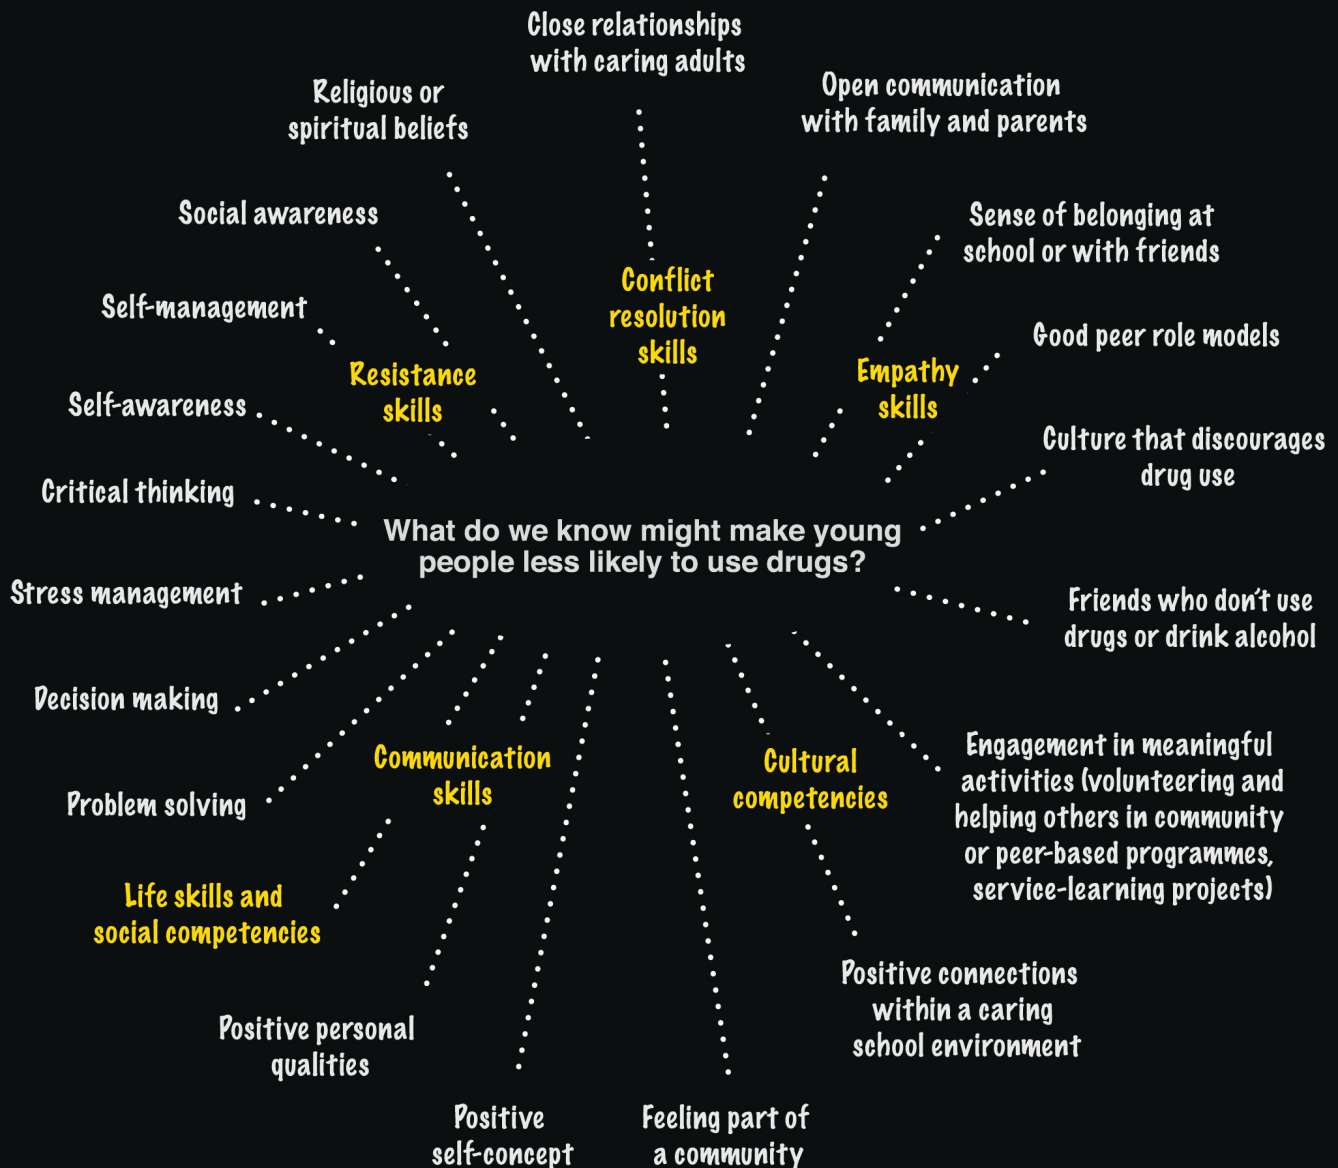 Close relationships
with caring adults
Religious or
spiritual beliefs
Open communication
with family and parents
Social awareness
Sense of belonging at
school or with friends
Self-management
Conflict
resolution
skills
Good peer role models
Resistance
skills
Empathy
skills
Self-awareness
Culture that discourages
drug use
Critical thinking
What do we know might make young
people less likely to use drugs?
Stress management
Friends who don't use
drugs or drink alcohol
Decision making
Communication
skills
Cultural
competencies
Engagement in meaningful
activities (volunteering and
helping others in community
or peer-based programmes,
service-learning projects)
Problem solving
Life skills and
social competencies
Positive connections
within a caring
school environment
Positive personal
qualities
Positive
self-concept
Feeling part of
a community